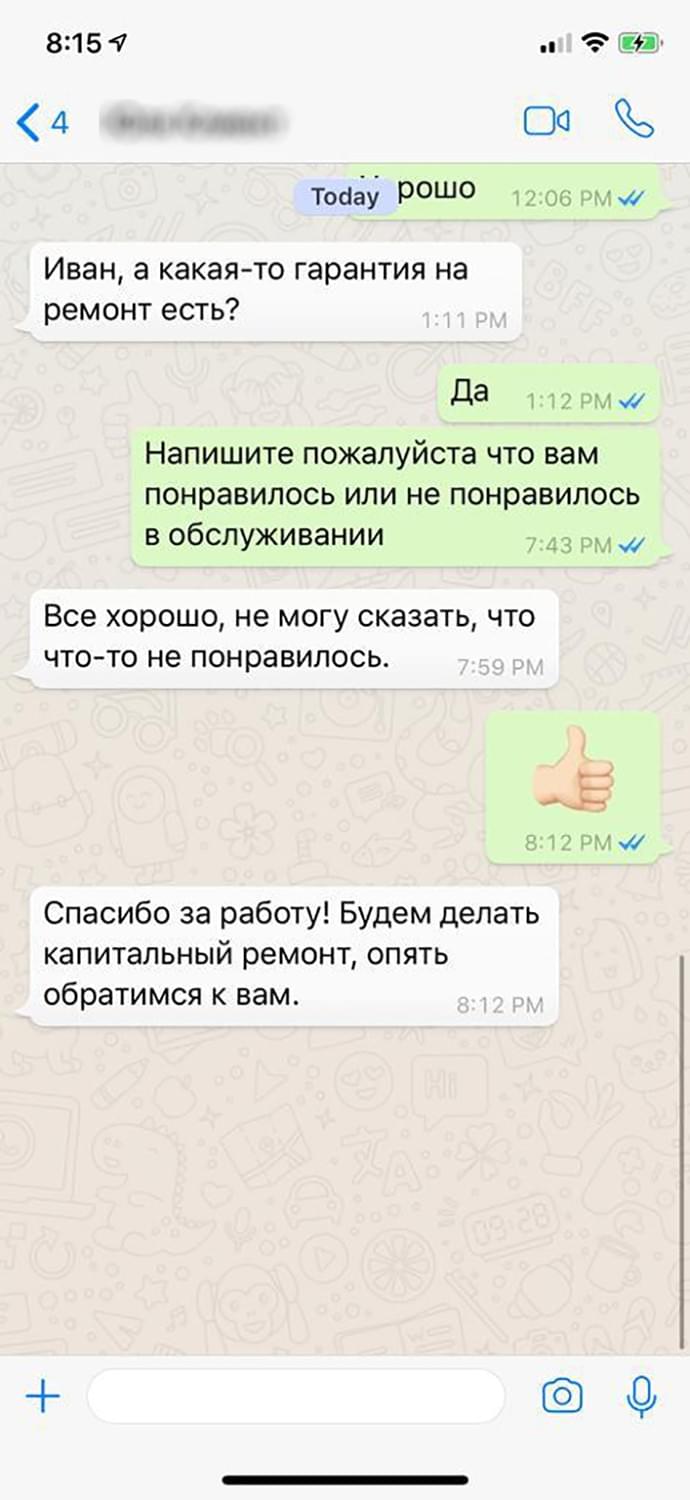 8:15
4
Today
рошо 12:06 PM
Иван, а какая-то гарантия на
ремонт есть?
1:11 PM
Да 1:12 PM
Напишите пожалуйста что вам
понравилось или не понравилось
в обслуживании
7:43 PM
Все хорошо, не могу сказать, что
что-то не понравилось.
7:59 PM
8:12 PM
Спасибо за работу! Будем делать
капитальный ремонт, опять
обратимся к вам.
8:12 PM